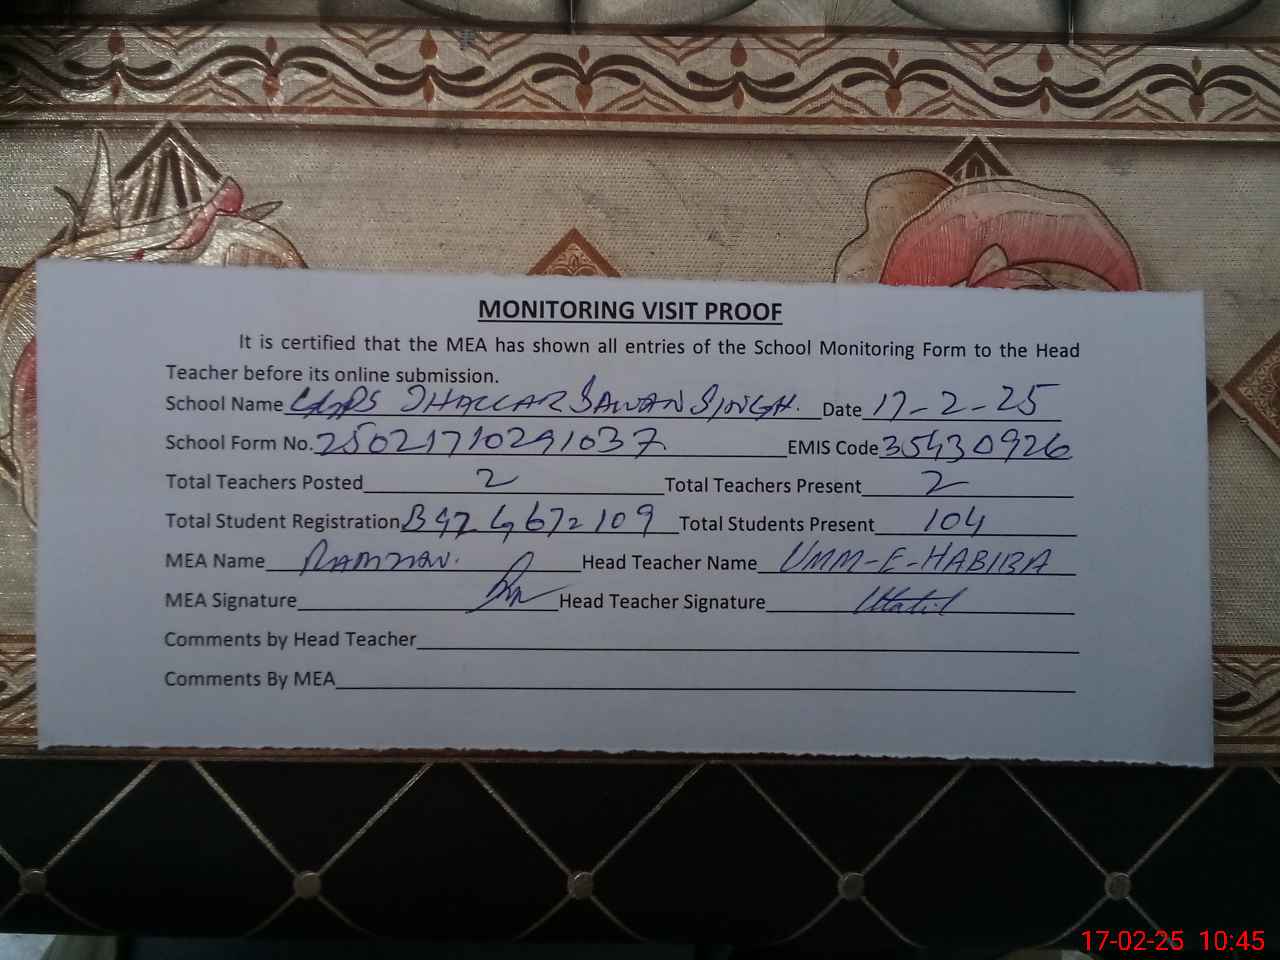 MONITORING VISIT PROOF
It is certified that the MEA has shown all entries of the School Monitoring Form to the Head
Teacher before its online submission.
School Name GGPS JHALLAR SAWAN SINGH. Date 17-2-25
School Form No. 25021710291037 EMIS Code 35430926
Total Teachers Posted 2 Total Teachers Present 2
Total Student Registration B 42 G 67 = 109 Total Students Present 104
MEA Name RAMZAN. Head Teacher Name UMM-E-HABIBA
MEA Signature Head Teacher Signature
Comments by Head Teacher
Comments By MEA
17-02-25 10:45